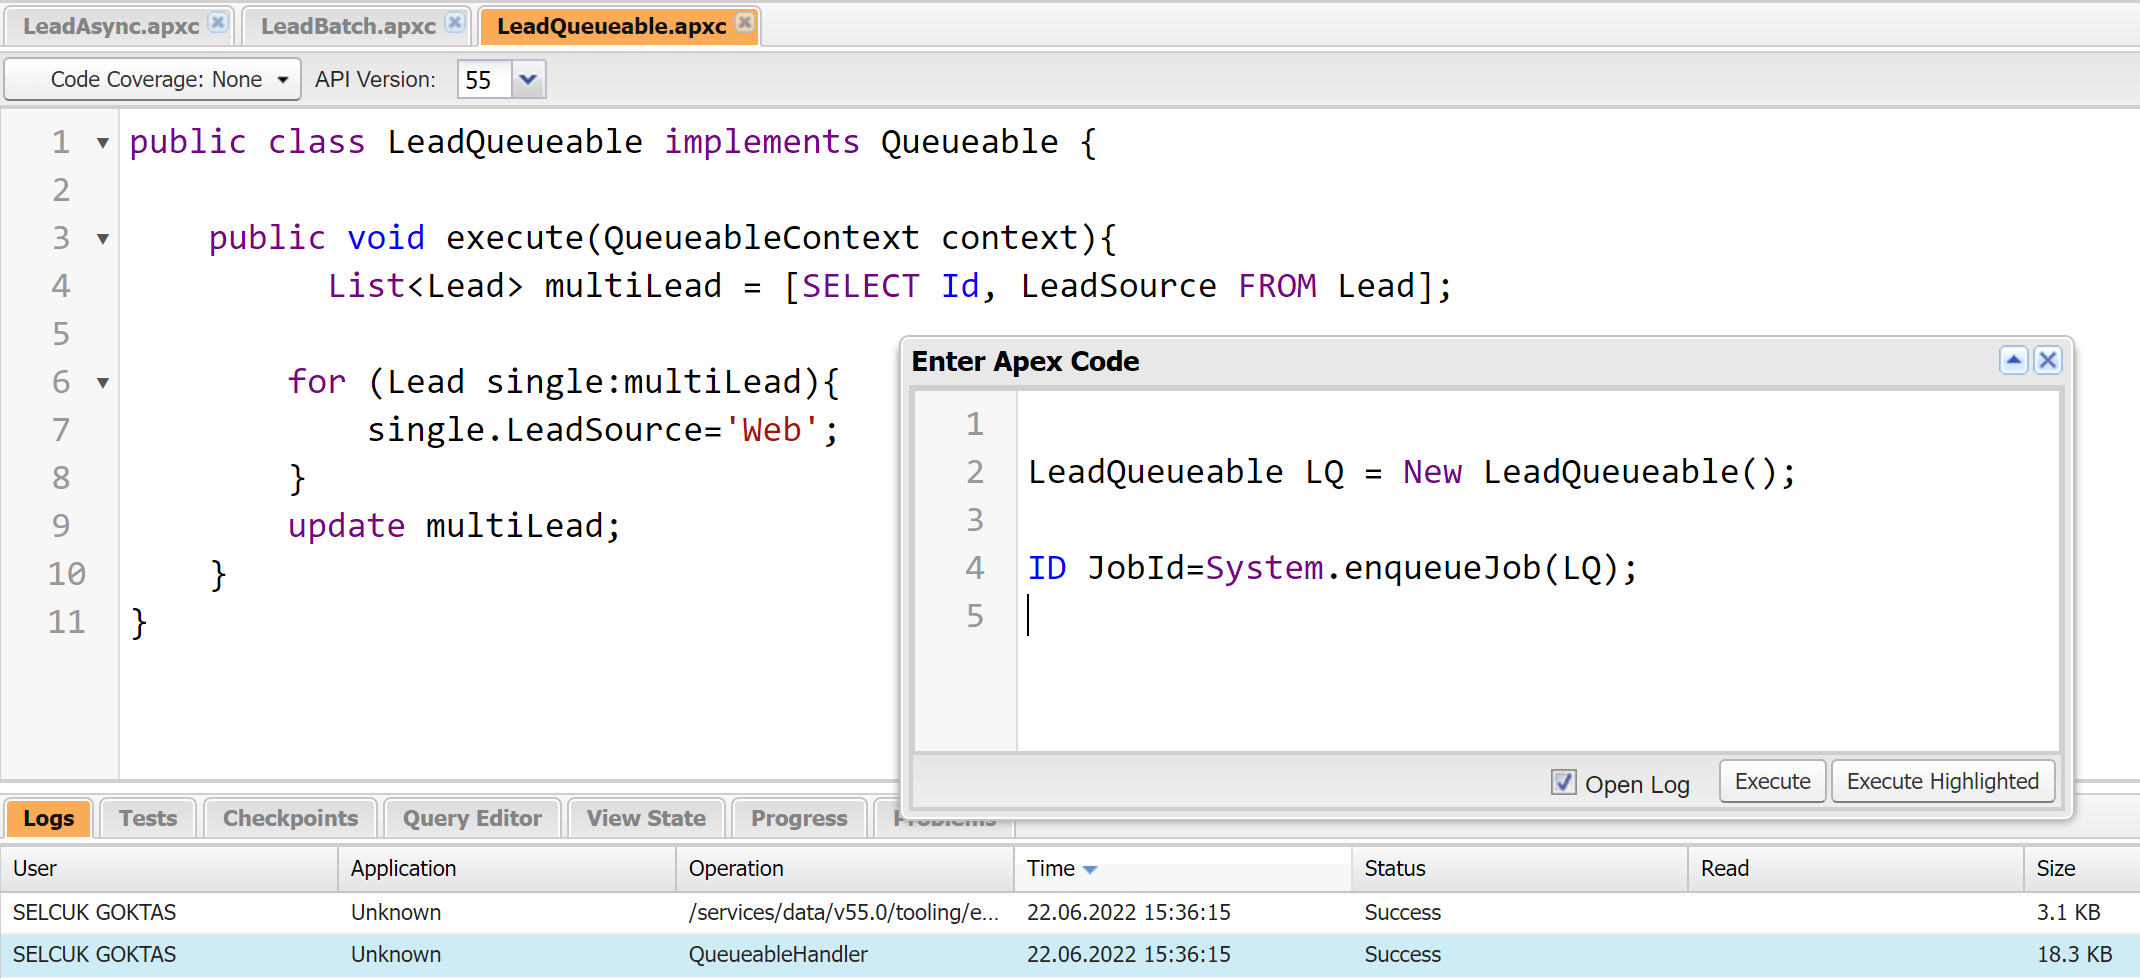 LeadAsync.apxc LeadBatch.apxc LeadQueueable.apxc
Code Coverage: None API Version: 55
1 public class LeadQueueable implements Queueable {
2
3 public void execute(QueueableContext context){
4 List<Lead> multiLead = [SELECT Id, LeadSource FROM Lead];
5
6 for (Lead single:multiLead){
7 single.LeadSource='Web';
8 }
9 update multiLead;
10 }
11 }
Enter Apex Code
1
2 LeadQueueable LQ = New LeadQueueable();
3
4 ID JobId=System.enqueueJob(LQ);
5
Open Log Execute Execute Highlighted
Logs Tests Checkpoints Query Editor View State Progress Problems
User Application Operation Time Status Read Size
SELCUK GOKTAS Unknown /services/data/v55.0/tooling/e... 22.06.2022 15:36:15 Success 3.1 KB
SELCUK GOKTAS Unknown QueueableHandler 22.06.2022 15:36:15 Success 18.3 KB